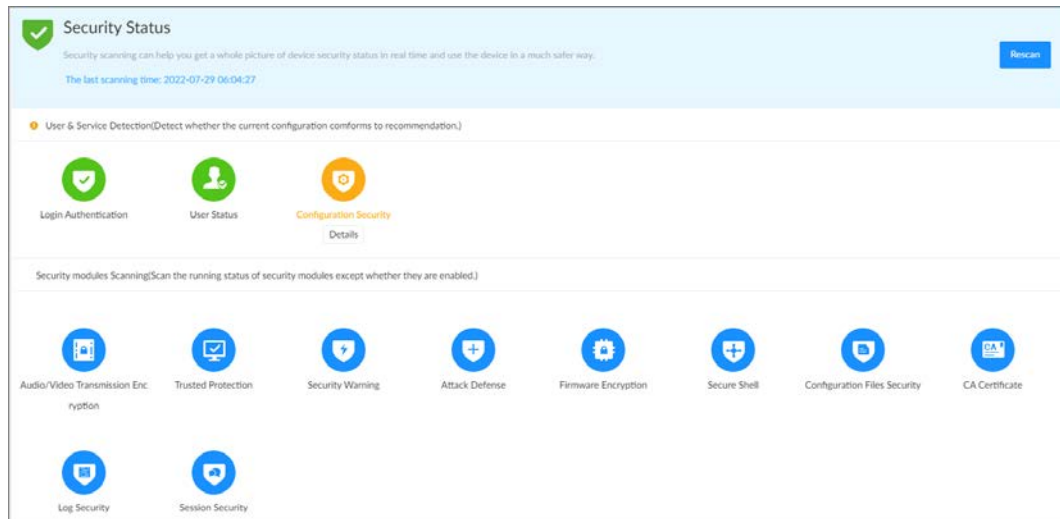 Security Status
Security scanning can help you get a whole picture of device security status in real time and use the device in a much safer way.
Rescan
The last scanning time: 2022-07-29 06:04:27
User & Service Detection(Detect whether the current configuration comforms to recommendation.)
Login Authentication
User Status
Configuration Security
Details
Security modules Scanning(Scan the running status of security modules except whether they are enabled.)
CA
Audio/Video Transmission Enc
ryption
Trusted Protection
Security Warning
Attack Defense
Firmware Encryption
Secure Shell
Configuration Files Security
CA Certificate
Log Security
Session Security